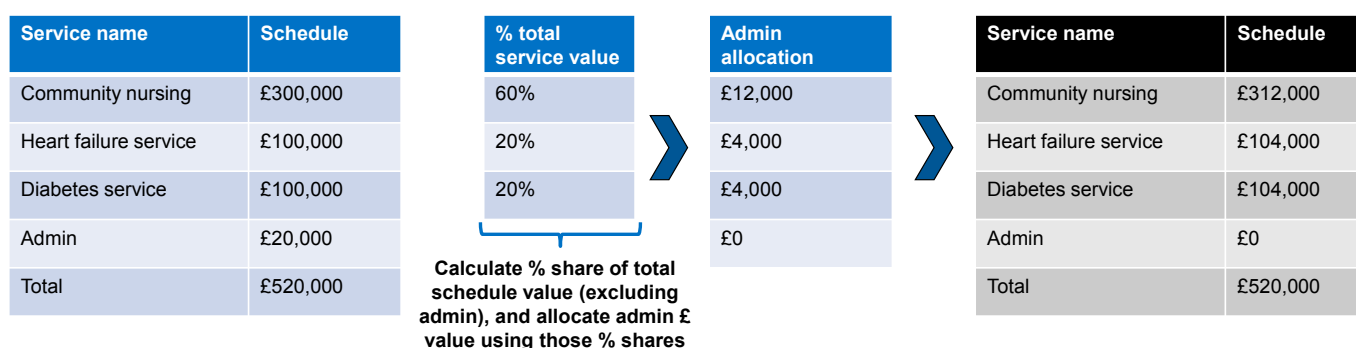 Service name Schedule
Community nursing £300,000
Heart failure service £100,000
Diabetes service £100,000
Admin £20,000
Total £520,000
% total
service value
60%
20%
20%
Calculate % share of total
schedule value (excluding
admin), and allocate admin £
value using those % shares
Admin
allocation
£12,000
£4,000
£4,000
£0
Service name Schedule
Community nursing £312,000
Heart failure service £104,000
Diabetes service £104,000
Admin £0
Total £520,000